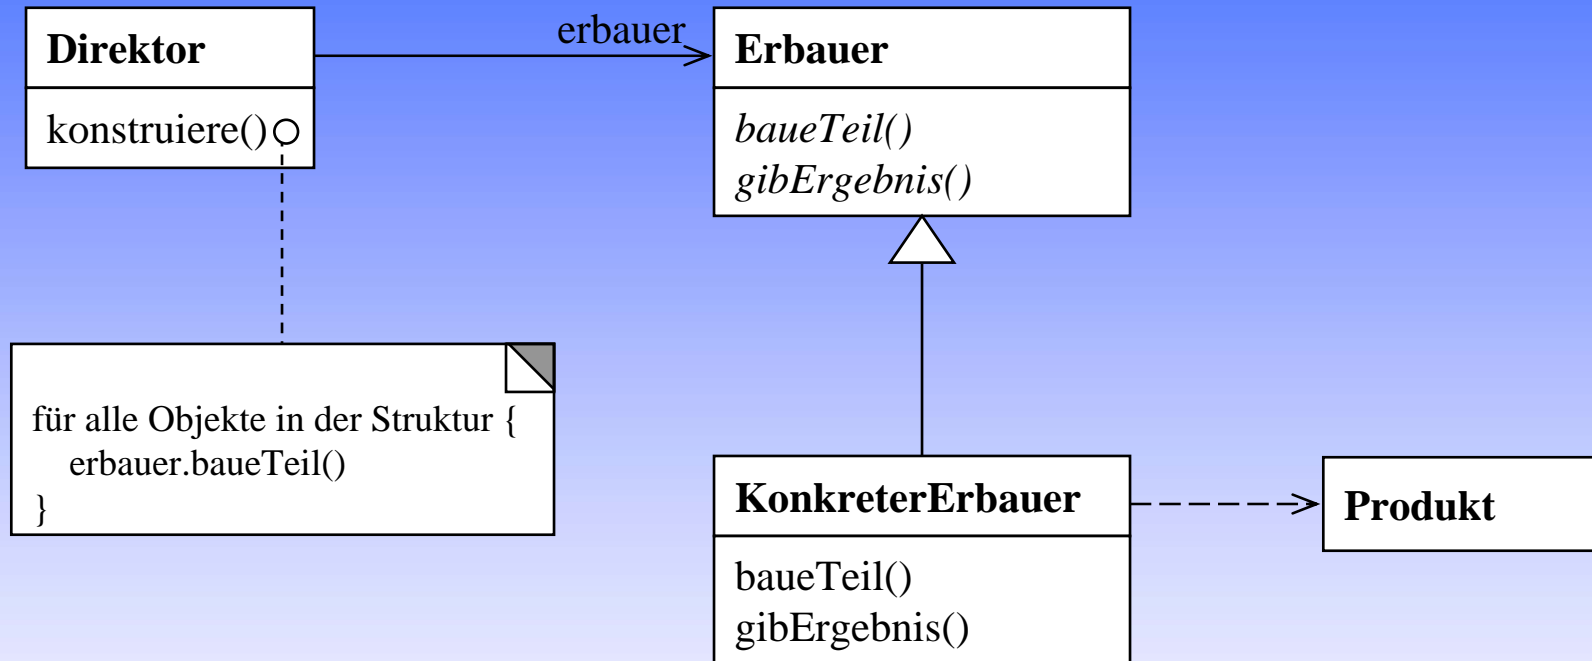 Direktor
konstruiere()
erbauer
Erbauer
baueTeil()
gibErgebnis()
für alle Objekte in der Struktur {
erbauer.baueTeil()
}
KonkreterErbauer
baueTeil()
gibErgebnis()
Produkt